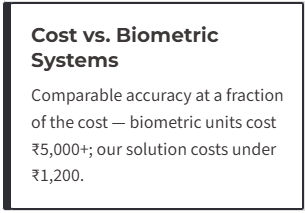 Cost vs. Biometric
Systems
Comparable accuracy at a fraction
of the cost — biometric units cost
₹5,000+; our solution costs under
₹1,200.